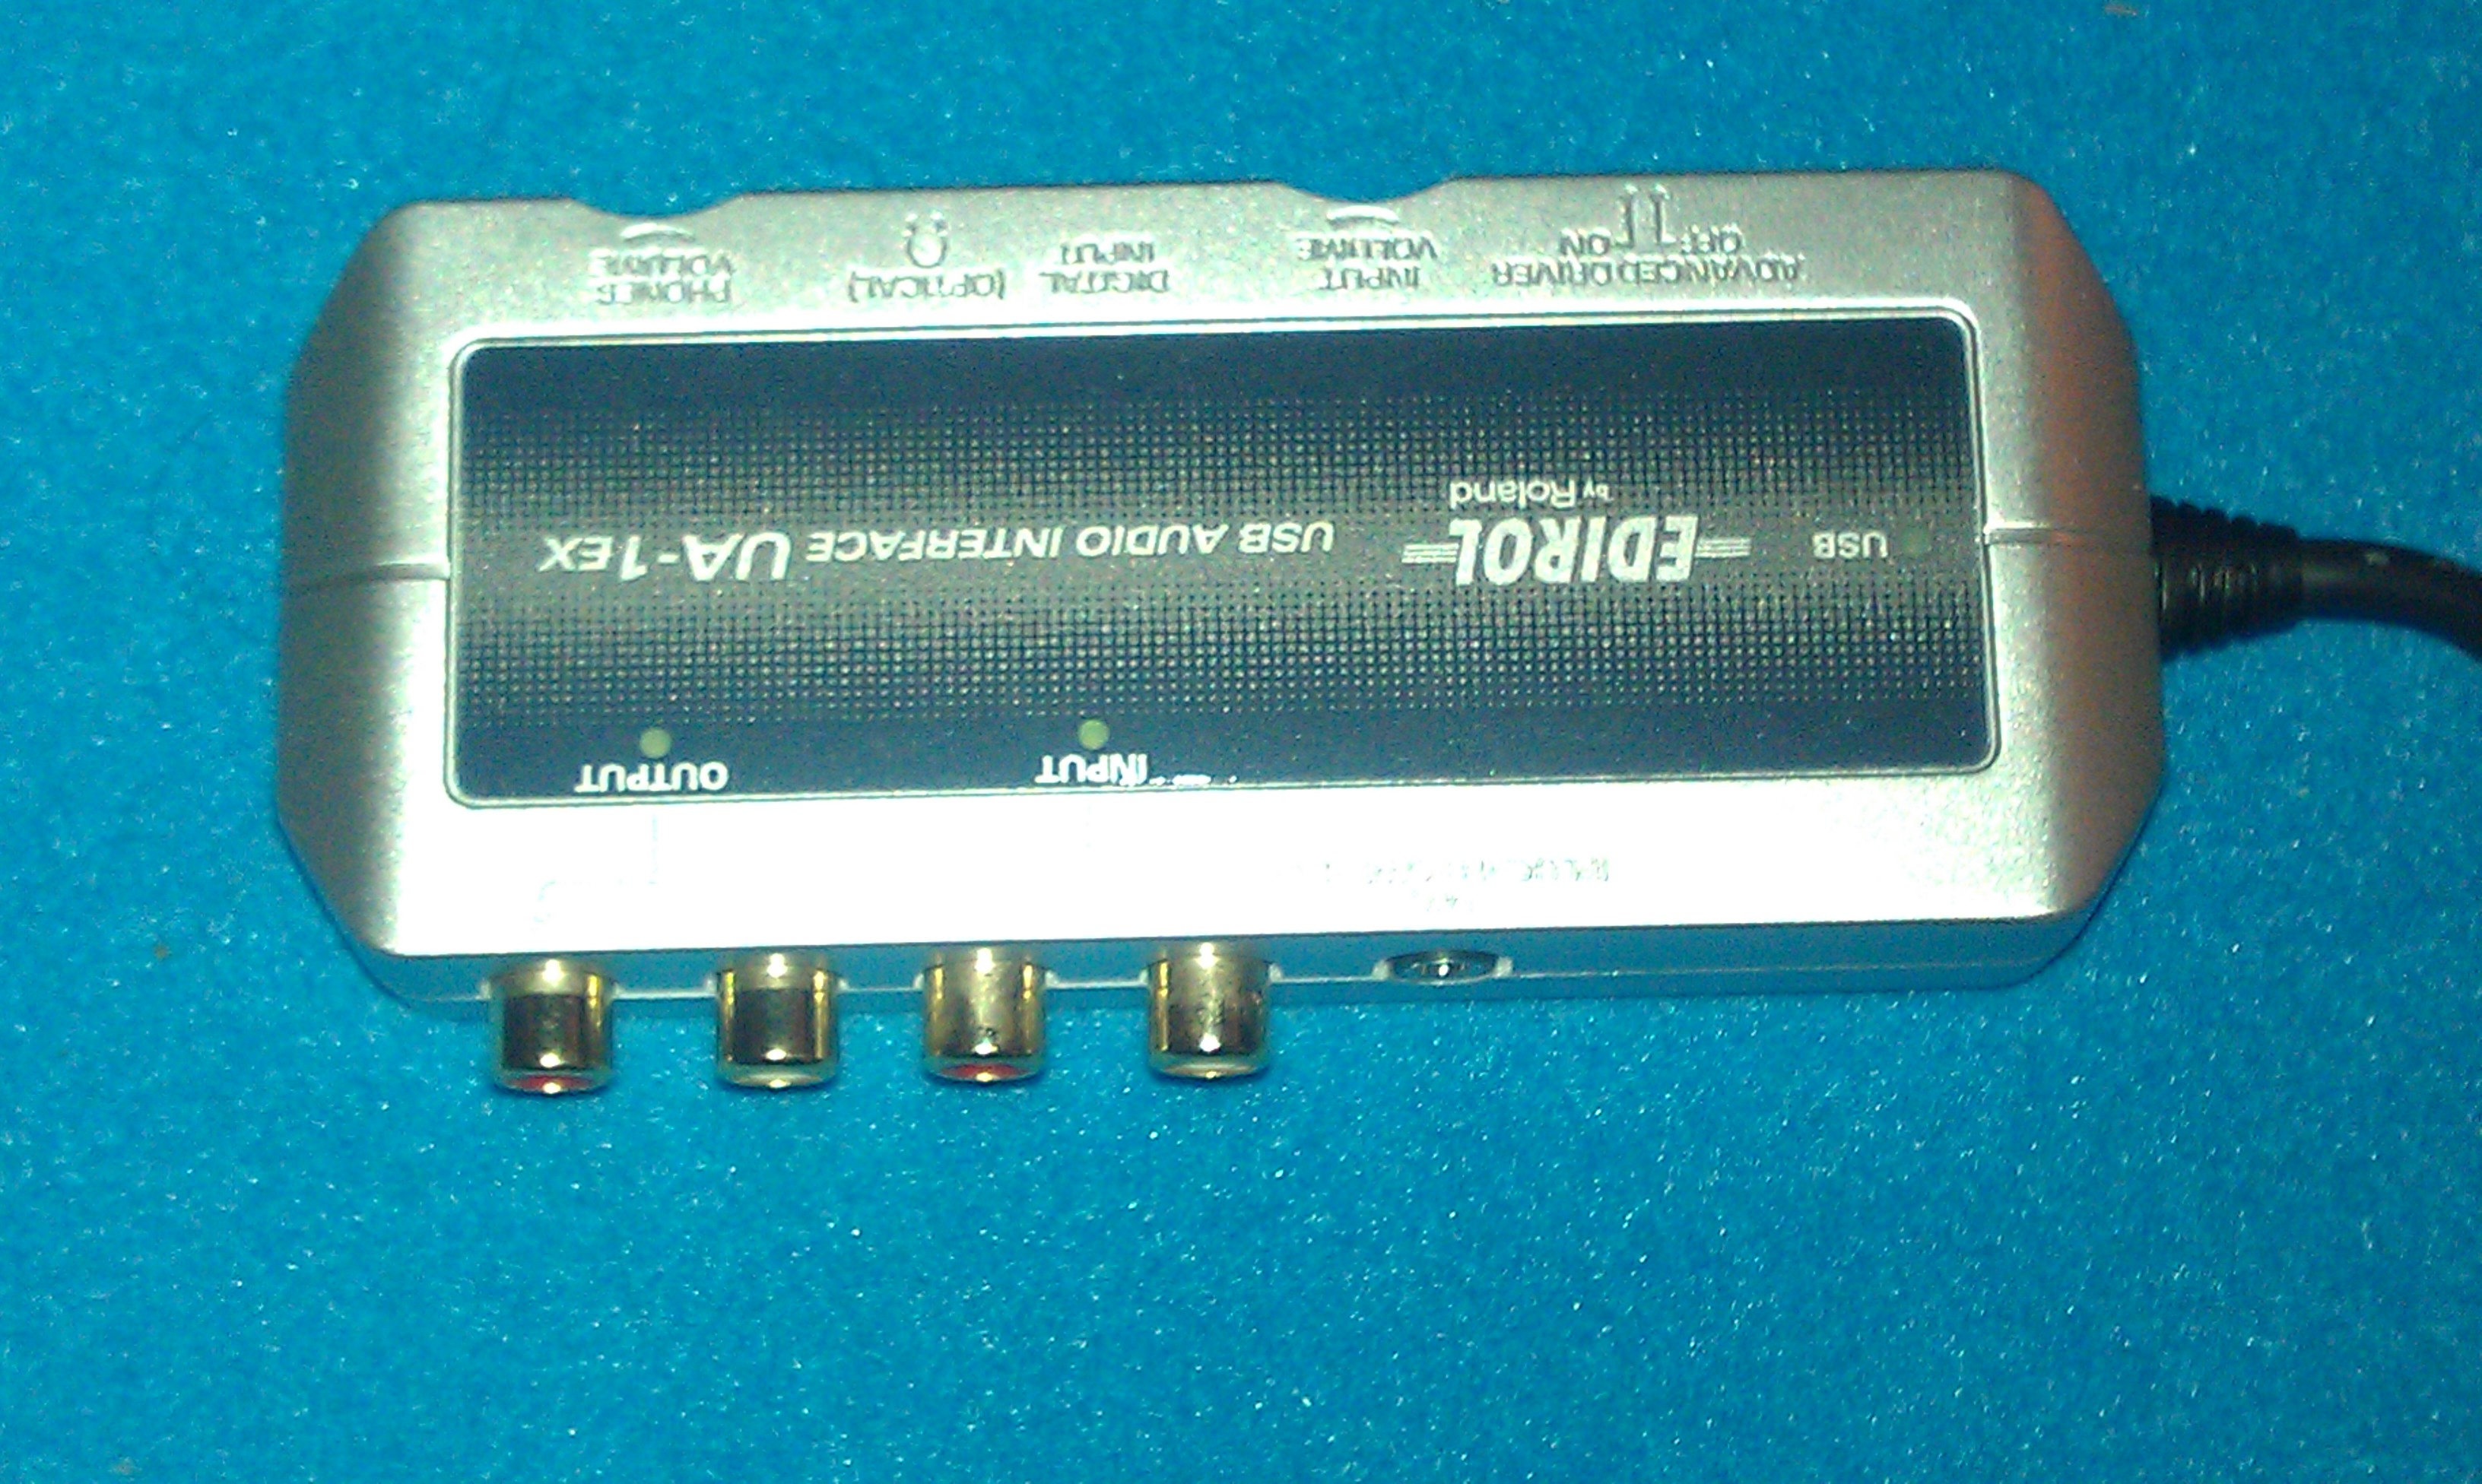 INPUT
OUTPUT
USB
EDIROL
by Roland
USB AUDIO INTERFACE UA-1EX
ADVANCED DRIVER
OFF ON
INPUT
VOLUME
DIGITAL
INPUT
(OPTICAL)
PHONES
VOLUME